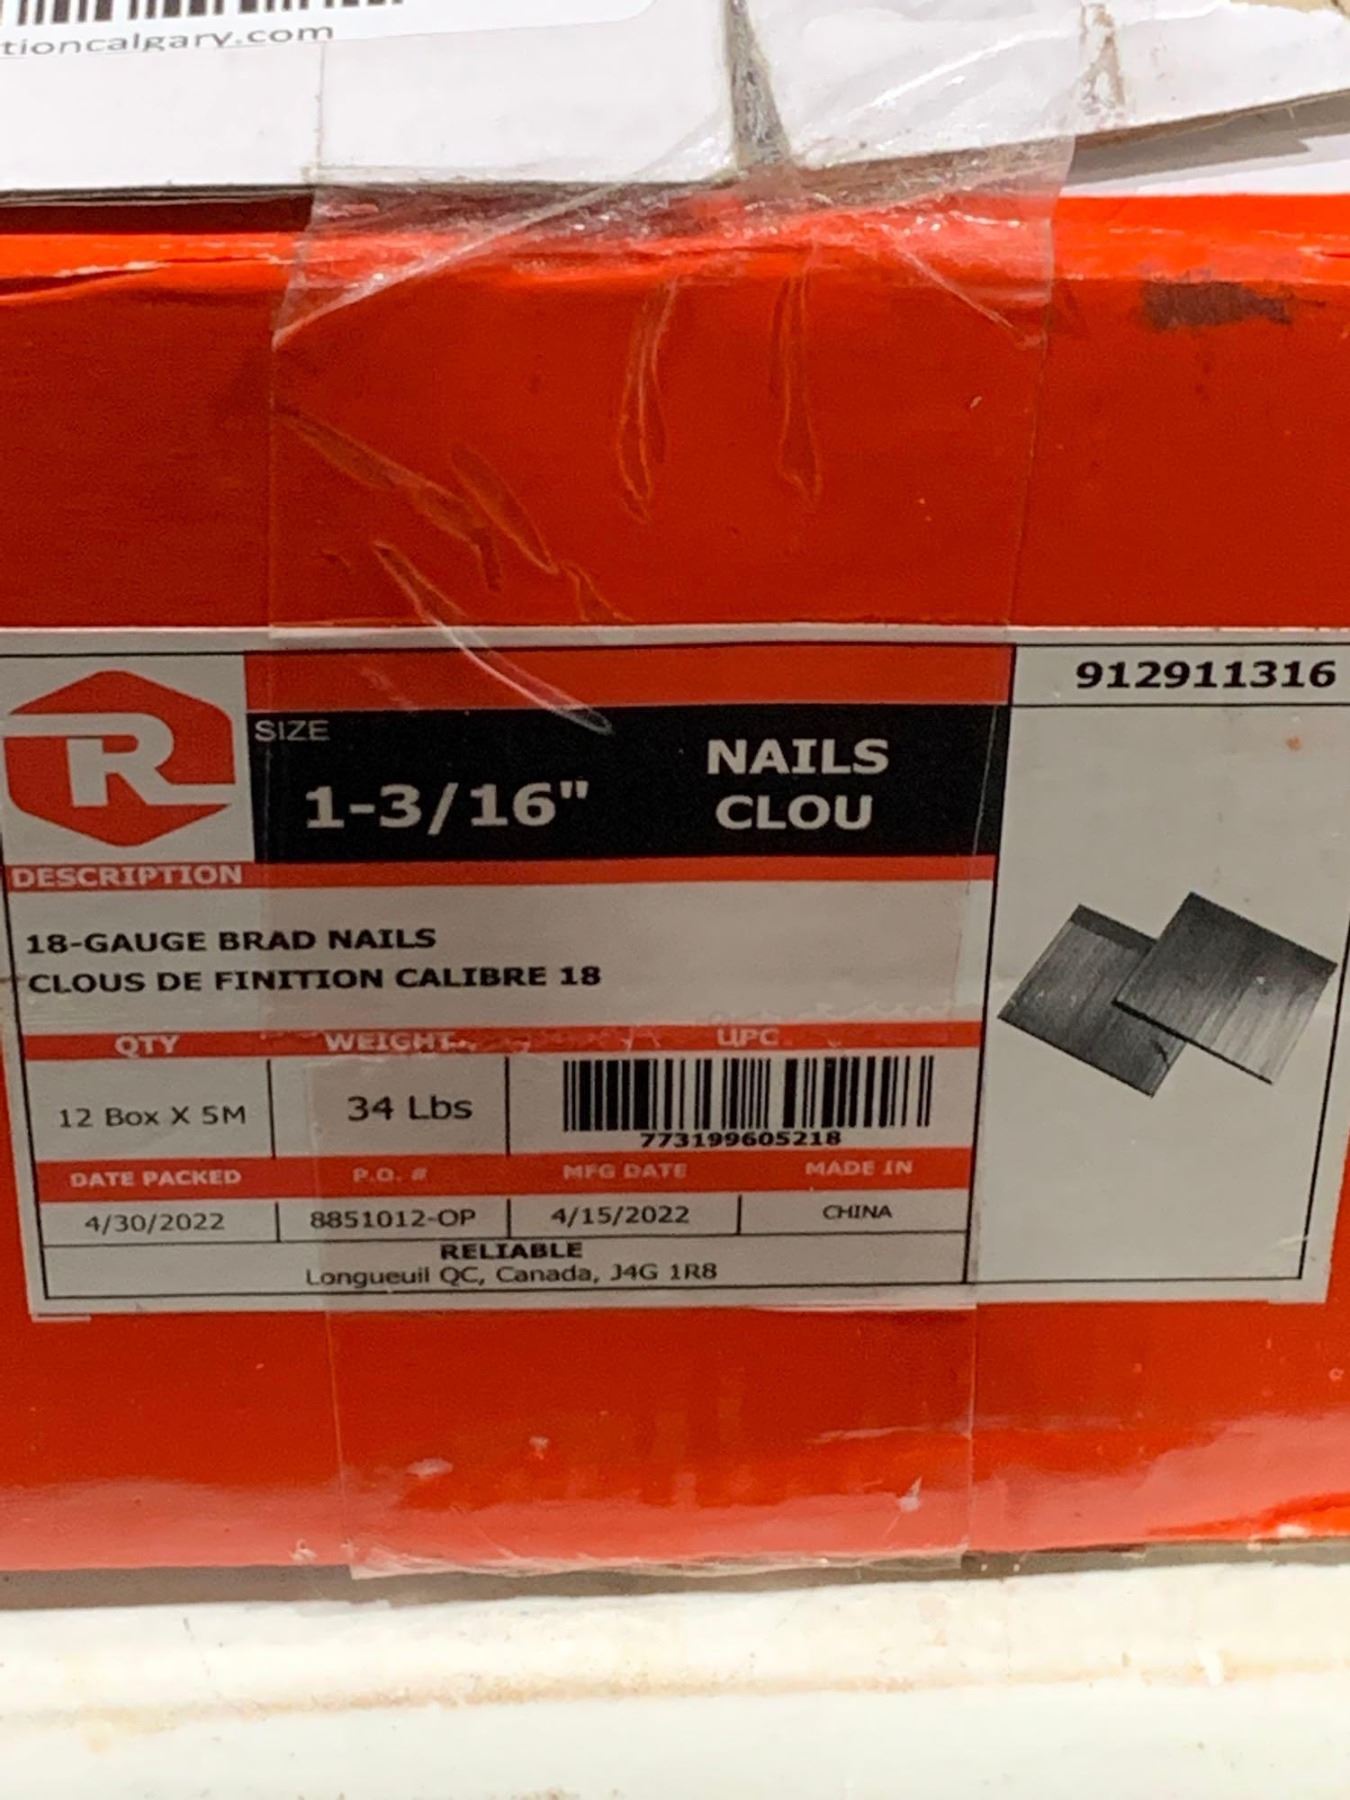 tioncalgary.com
912911316
R
SIZE
1-3/16"
NAILS
CLOU
DESCRIPTION
18-GAUGE BRAD NAILS
CLOUS DE FINITION CALIBRE 18
QTY WEIGHT UPC
12 Box X 5M 34 Lbs
773199605218
DATE PACKED P.O. # MFG DATE MADE IN
4/30/2022 8851012-OP 4/15/2022 CHINA
RELIABLE
Longueuil QC, Canada, J4G 1R8